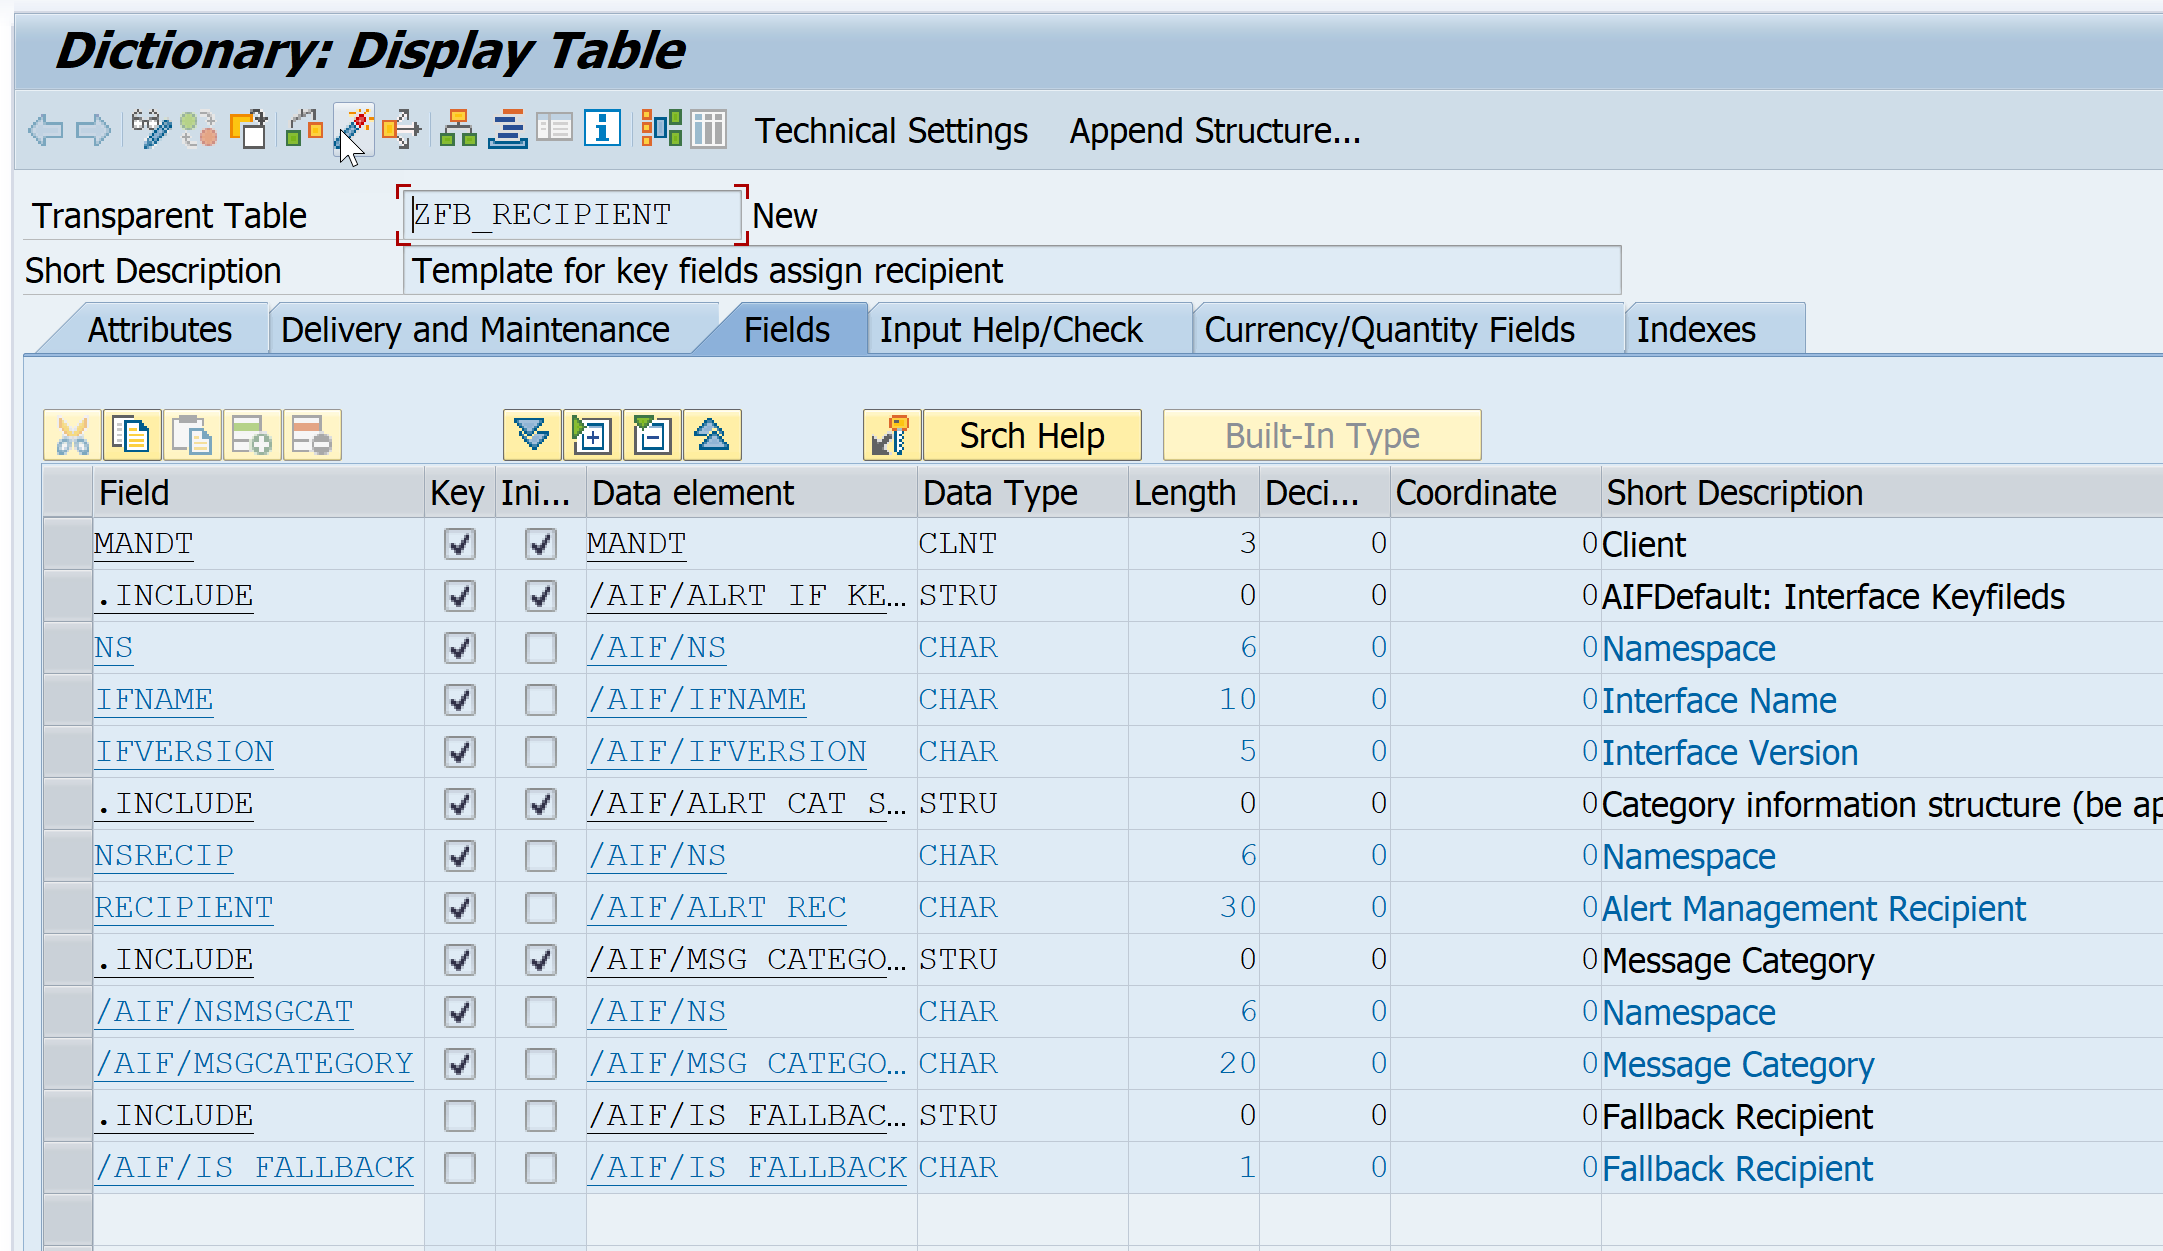 Dictionary: Display Table
Technical Settings Append Structure...
Transparent Table ZFB_RECIPIENT New
Short Description Template for key fields assign recipient
Attributes Delivery and Maintenance Fields Input Help/Check Currency/Quantity Fields Indexes
Srch Help Built-In Type
Field Key Ini... Data element Data Type Length Deci... Coordinate Short Description
MANDT MANDT CLNT 3 0 0 Client
.INCLUDE /AIF/ALRT_IF_KE... STRU 0 0 0 AIFDefault: Interface Keyfileds
NS /AIF/NS CHAR 6 0 0 Namespace
IFNAME /AIF/IFNAME CHAR 10 0 0 Interface Name
IFVERSION /AIF/IFVERSION CHAR 5 0 0 Interface Version
.INCLUDE /AIF/ALRT_CAT_S... STRU 0 0 0 Category information structure (be ap
NSRECIP /AIF/NS CHAR 6 0 0 Namespace
RECIPIENT /AIF/ALRT_REC CHAR 30 0 0 Alert Management Recipient
.INCLUDE /AIF/MSG_CATEGO... STRU 0 0 0 Message Category
/AIF/NSMSGCAT /AIF/NS CHAR 6 0 0 Namespace
/AIF/MSGCATEGORY /AIF/MSG_CATEGO... CHAR 20 0 0 Message Category
.INCLUDE /AIF/IS_FALLBAC... STRU 0 0 0 Fallback Recipient
/AIF/IS_FALLBACK /AIF/IS_FALLBACK CHAR 1 0 0 Fallback Recipient